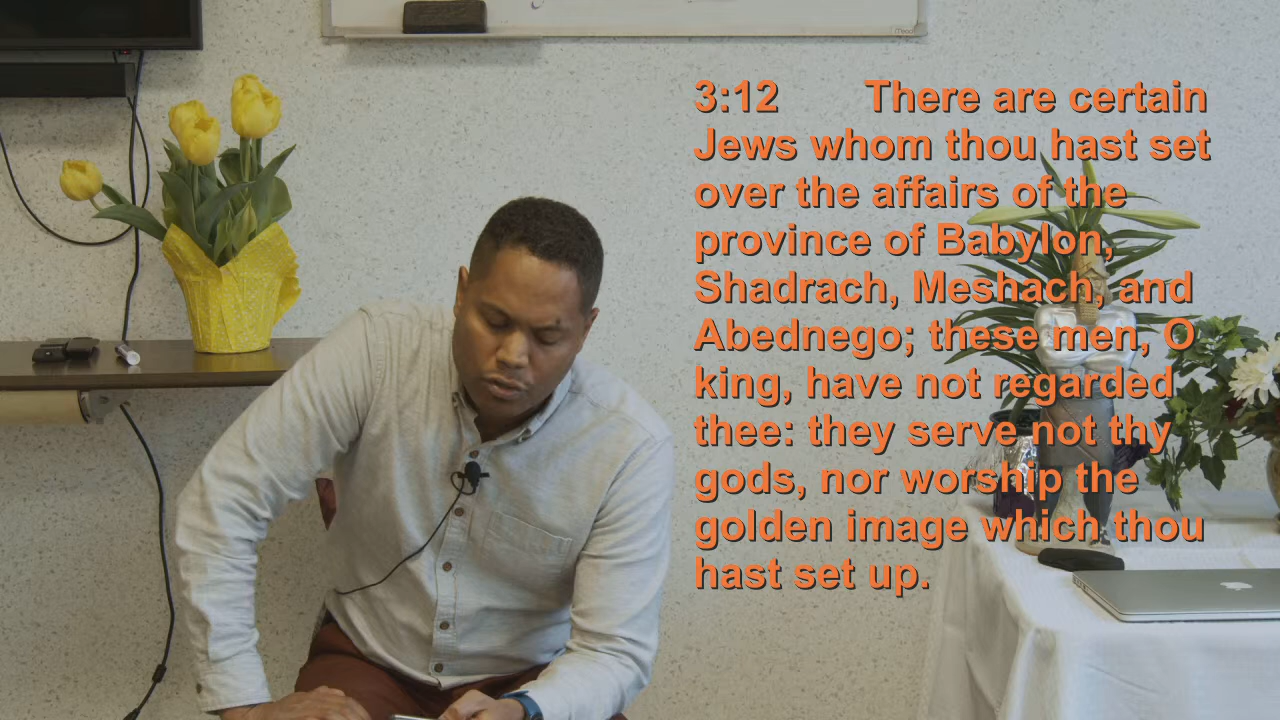 3:12 There are certain
Jews whom thou hast set
over the affairs of the
province of Babylon,
Shadrach, Meshach, and
Abednego; these men, O
king, have not regarded
thee: they serve not thy
gods, nor worship the
golden image which thou
hast set up.